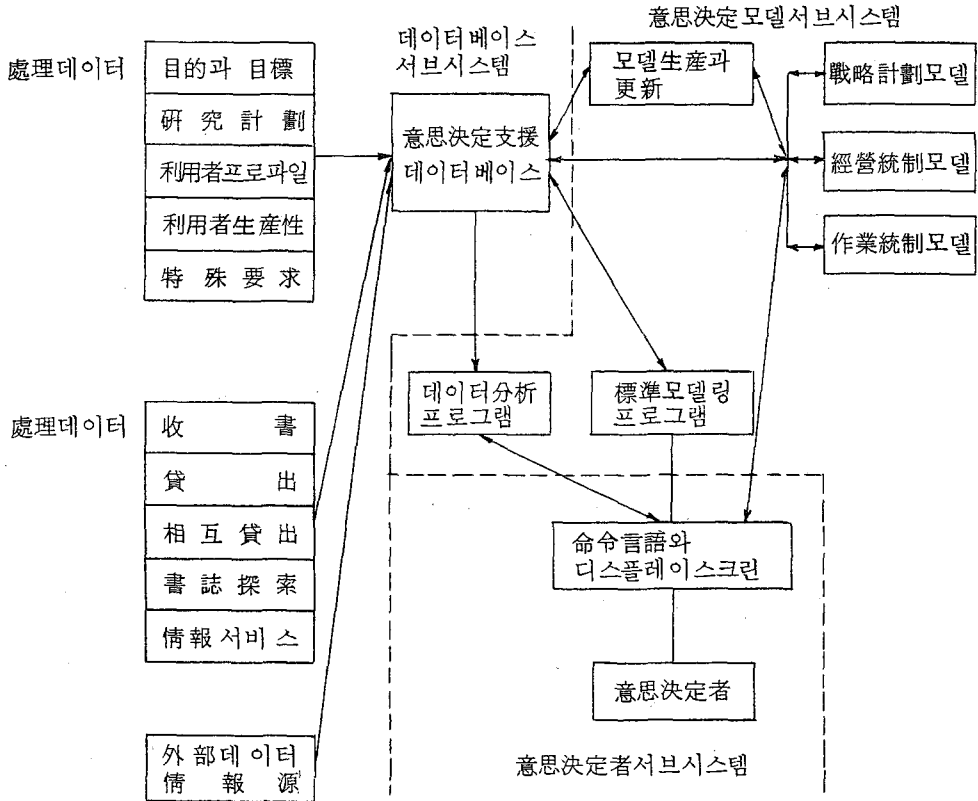 意思決定모델서브시스템
데이터베이스
서브시스템
處理데이터
目的과 目標
硏究計劃
利用者프로파일
利用者生産性
特殊要求
意思決定支援
데이터베이스
모델生産과
更新
戰略計劃모델
經營統制모델
作業統制모델
데이터分析
프로그램
標準모델링
프로그램
處理데이터
收書
貸出
相互貸出
書誌探索
情報서비스
命令言語와
디스플레이스크린
意思決定者
外部데이터
情報源
意思決定者서브시스템